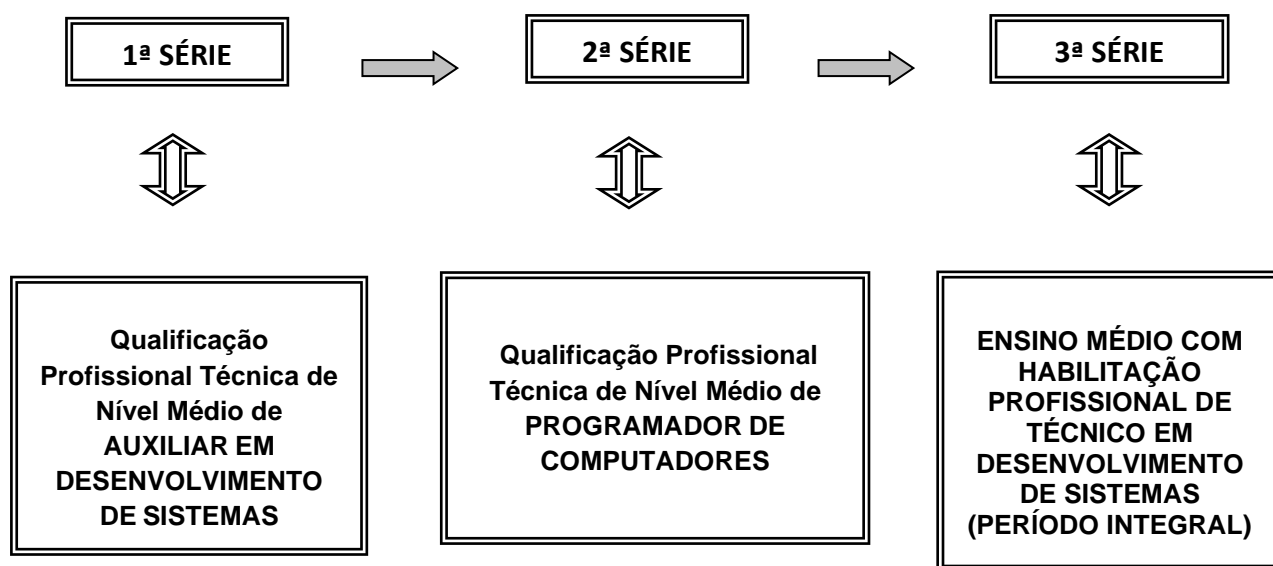 1ª SÉRIE
2ª SÉRIE
3ª SÉRIE
Qualificação
Profissional Técnica de
Nível Médio de
AUXILIAR EM
DESENVOLVIMENTO
DE SISTEMAS
Qualificação Profissional
Técnica de Nível Médio de
PROGRAMADOR DE
COMPUTADORES
ENSINO MÉDIO COM
HABILITAÇÃO
PROFISSIONAL DE
TÉCNICO EM
DESENVOLVIMENTO
DE SISTEMAS
(PERÍODO INTEGRAL)